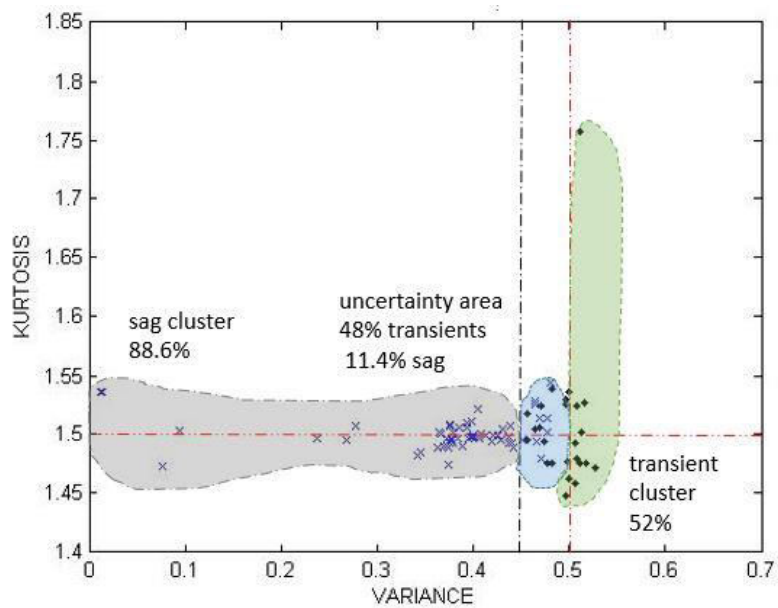 1.85
1.8
1.75
1.7
1.65
1.6
1.55
1.5
1.45
1.4
KURTOSIS
sag cluster
88.6%
uncertainty area
48% transients
11.4% sag
transient
cluster
52%
0
0.1
0.2
0.3
0.4
0.5
0.6
0.7
VARIANCE